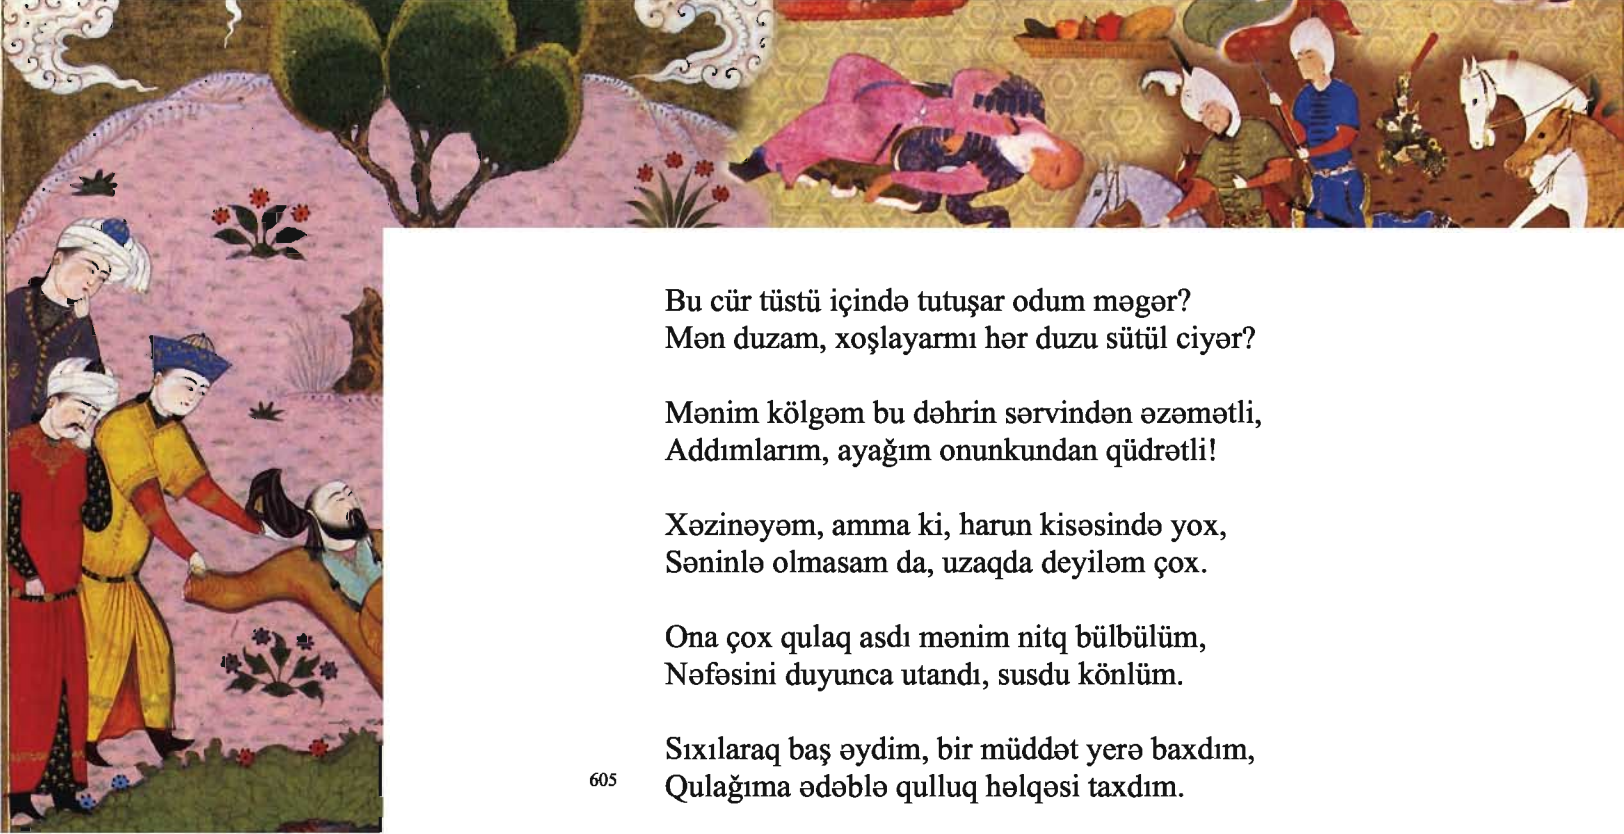 Bu cür tüstü içində tutuşar odum məgər?
Mən duzam, xoşlayarmı hər duzu sütül ciyər?
Mənim kölgəm bu dəhrin sərvindən əzəmətli,
Addımlarım, ayağım onunkundan qüdrətli!
Xəzinəyəm, amma ki, harun kisəsində yox,
Səninlə olmasam da, uzaqda deyiləm çox.
Ona çox qulaq asdı mənim nitq bülbülüm,
Nəfəsini duyunca utandı, susdu könlüm.
Sıxılaraq baş əydim, bir müddət yerə baxdım,
605 Qulağıma ədəblə qulluq həlqəsi taxdım.